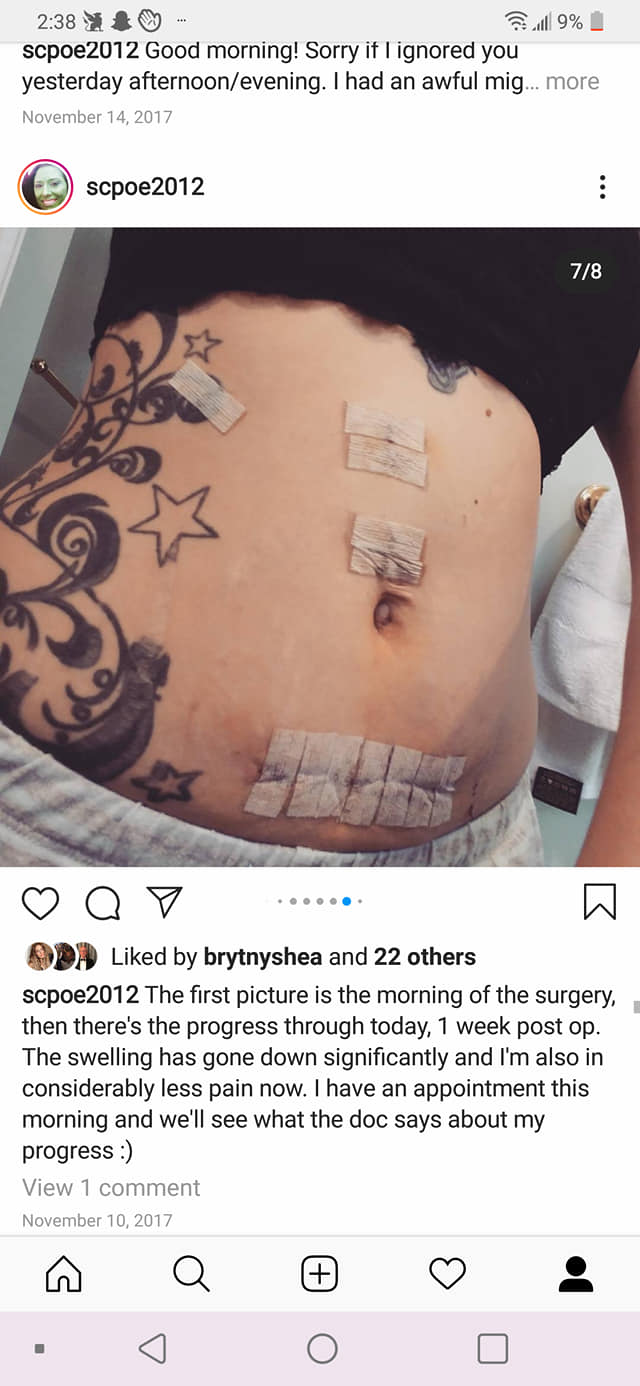 2:38 ... 9%
scpoe2012 Good morning! Sorry if I ignored you
yesterday afternoon/evening. I had an awful mig... more
November 14, 2017
scpoe2012
7/8
Liked by brytnyshea and 22 others
scpoe2012 The first picture is the morning of the surgery,
then there's the progress through today, 1 week post op.
The swelling has gone down significantly and I'm also in
considerably less pain now. I have an appointment this
morning and we'll see what the doc says about my
progress :)
View 1 comment
November 10, 2017